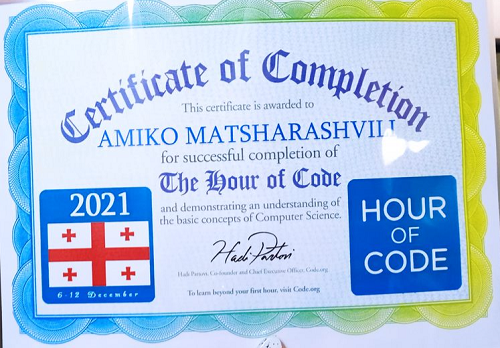 Certificate of Completion
This certificate is awarded to
AMIKO MATSHARASHVILI
for successful completion of
The Hour of Code
and demonstrating an understanding of
the basic concepts of Computer Science.
2021
6-12 December
HOUR
OF
CODE
Hadi Partovi
Hadi Partovi, Co-founder and Chief Executive Officer, Code.org
To learn beyond your first hour, visit Code.org